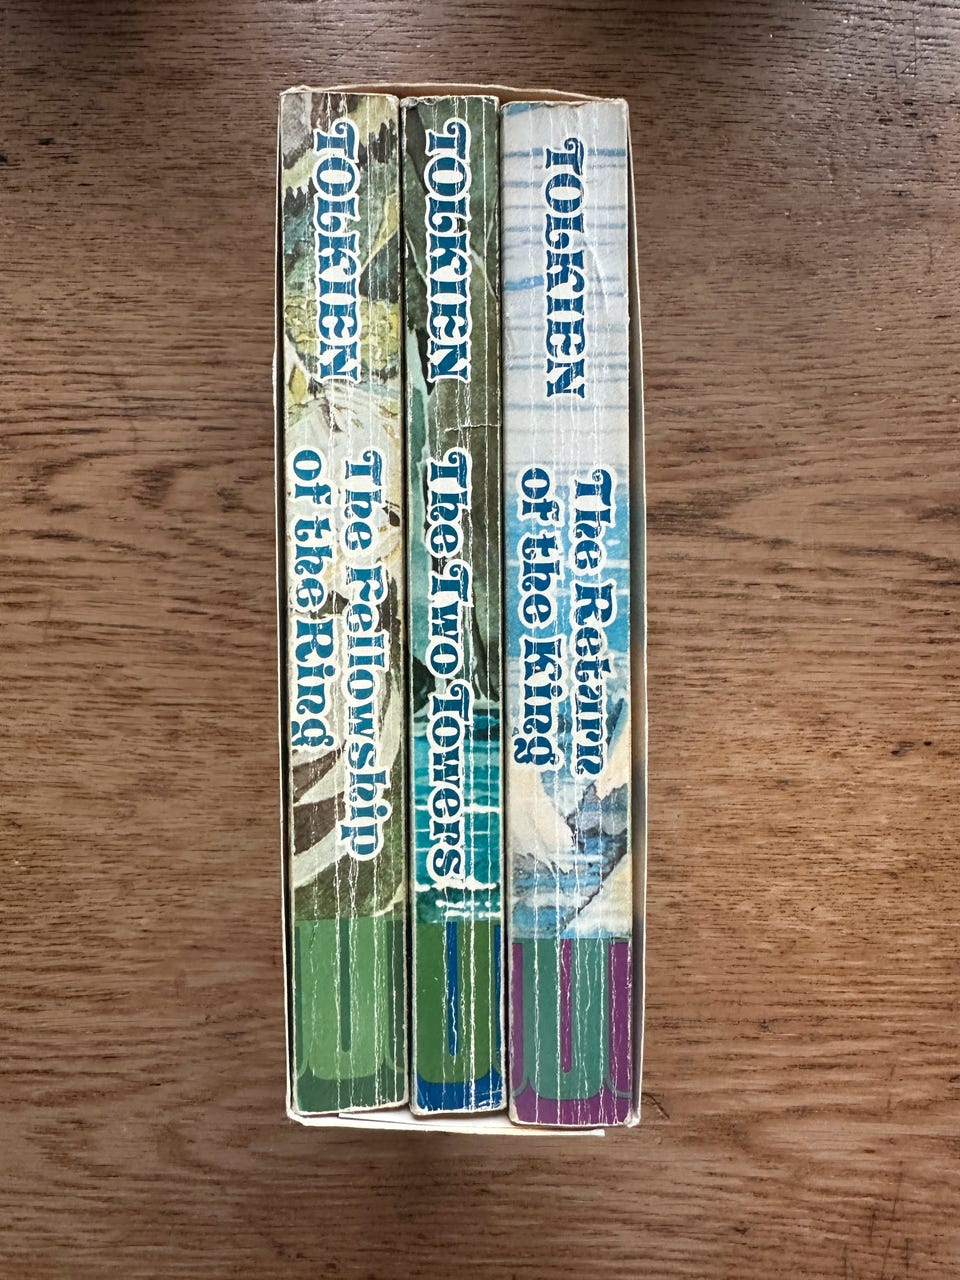 TOLKIEN
The Fellowship
of the Ring
TOLKIEN
The Two Towers
TOLKIEN
The Return
of the King